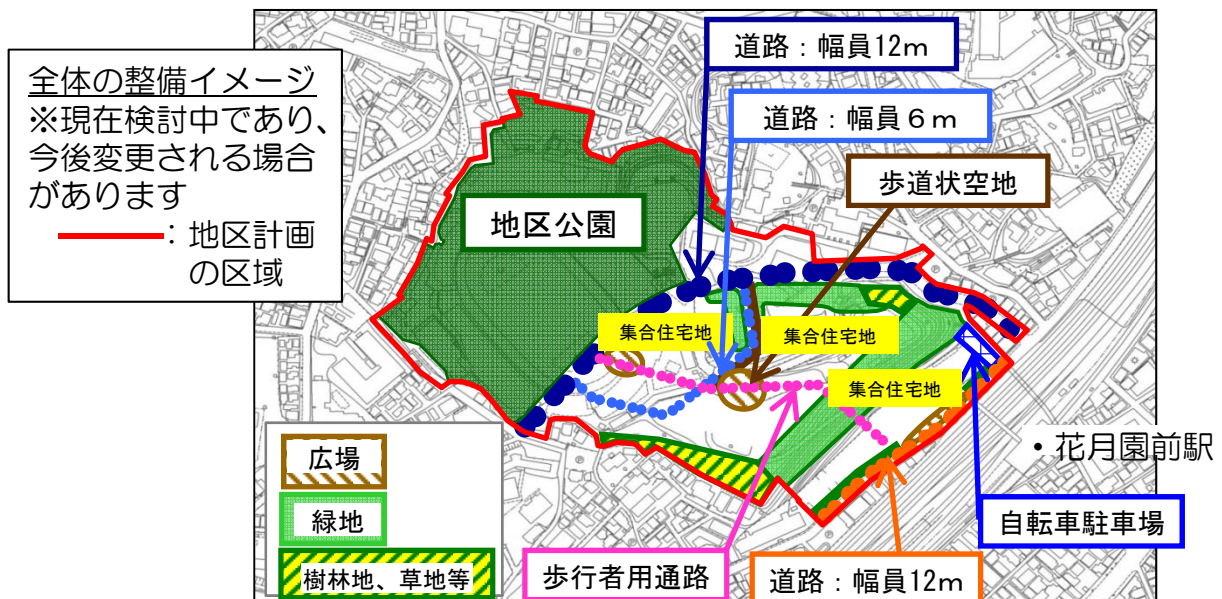 全体の整備イメージ
※現在検討中であり、
今後変更される場合
があります
：地区計画
の区域
道路：幅員12ｍ
道路：幅員６ｍ
歩道状空地
地区公園
集合住宅地
集合住宅地
集合住宅地
・花月園前駅
自転車駐車場
広場
緑地
樹林地、草地等
歩行者用通路
道路：幅員12ｍ